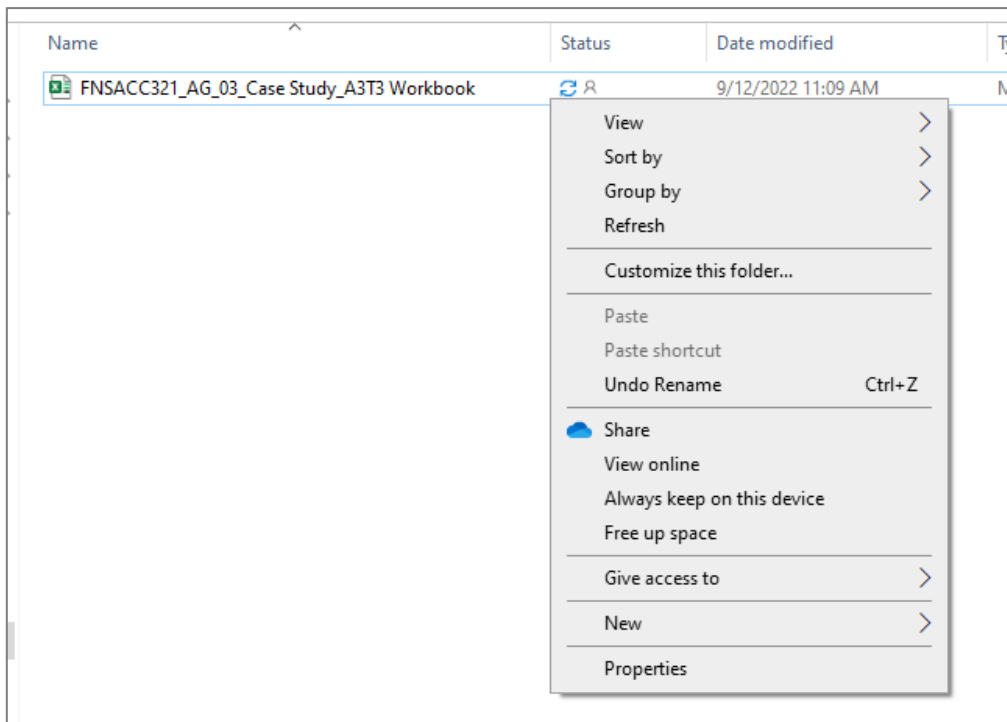 Name Status Date modified
FNSACC321_AG_03_Case Study_A3T3 Workbook 9/12/2022 11:09 AM
View
Sort by
Group by
Refresh
Customize this folder...
Paste
Paste shortcut
Undo Rename Ctrl+Z
Share
View online
Always keep on this device
Free up space
Give access to
New
Properties